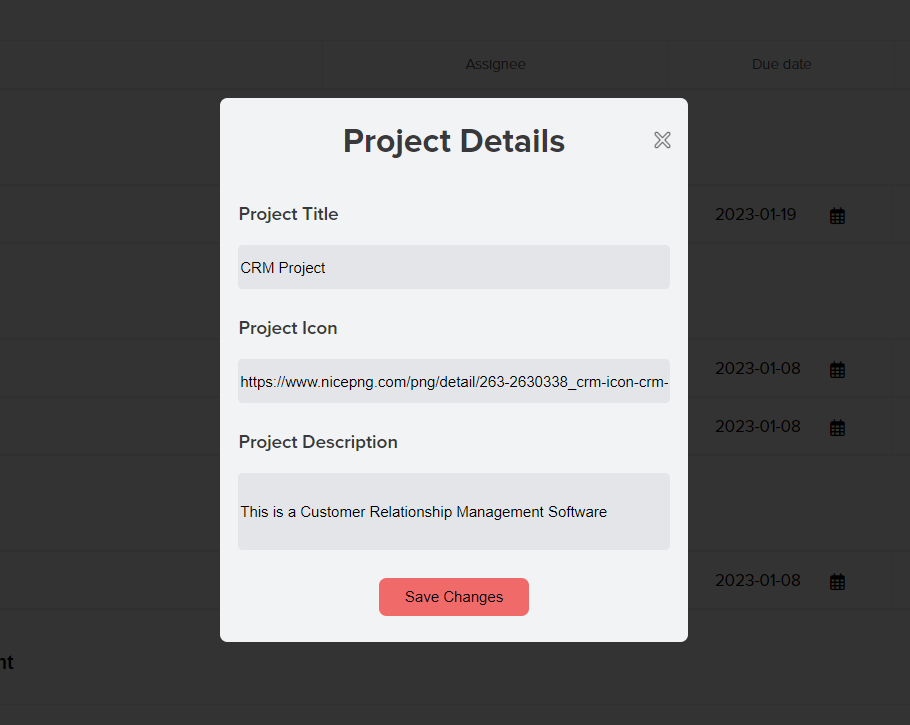 Assignee
Due date
Project Details
Project Title
2023-01-19
CRM Project
Project Icon
2023-01-08
https://www.nicepng.com/png/detail/263-2630338_crm-icon-crm-
2023-01-08
Project Description
This is a Customer Relationship Management Software
2023-01-08
Save Changes
nt